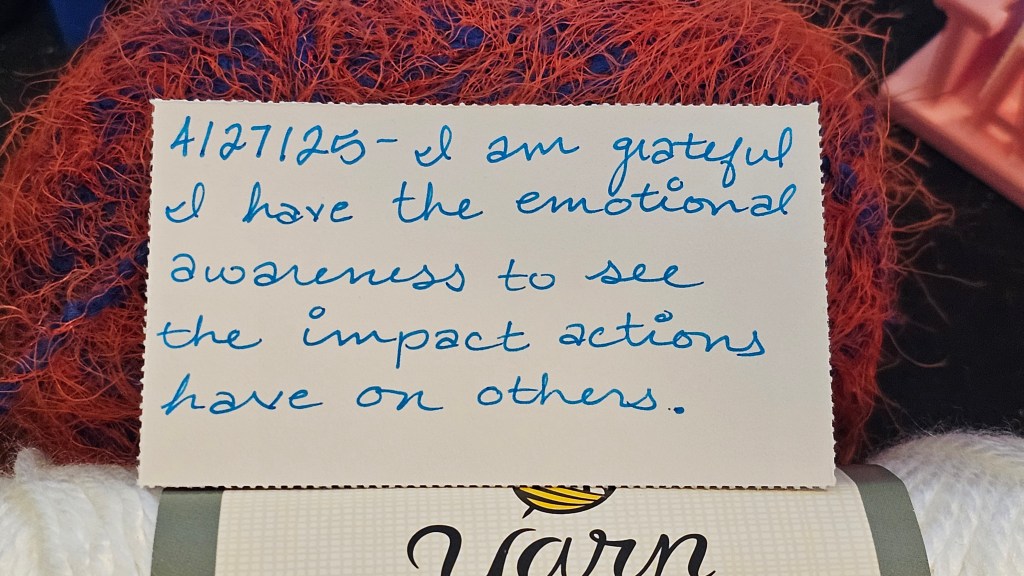 4/27/25 - I am grateful
I have the emotional
awareness to see
the impact actions
have on others.
Yarn